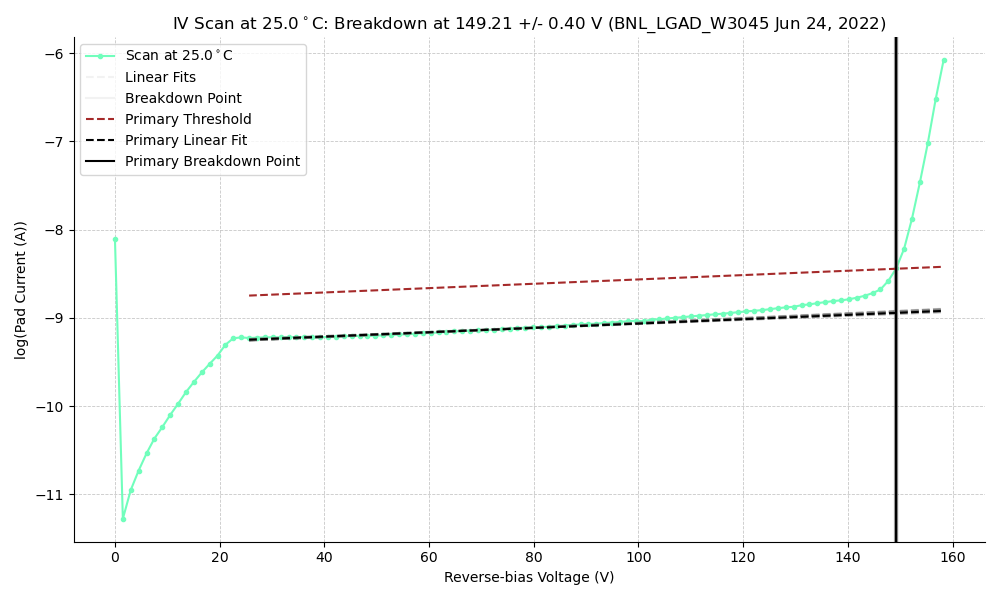 IV Scan at 25.0°C: Breakdown at 149.21 +/- 0.40 V (BNL_LGAD_W3045 Jun 24, 2022)
Scan at 25.0°C
Linear Fits
Breakdown Point
Primary Threshold
Primary Linear Fit
Primary Breakdown Point
log(Pad Current (A))
−6
−7
−8
−9
−10
−11
0 20 40 60 80 100 120 140 160
Reverse-bias Voltage (V)